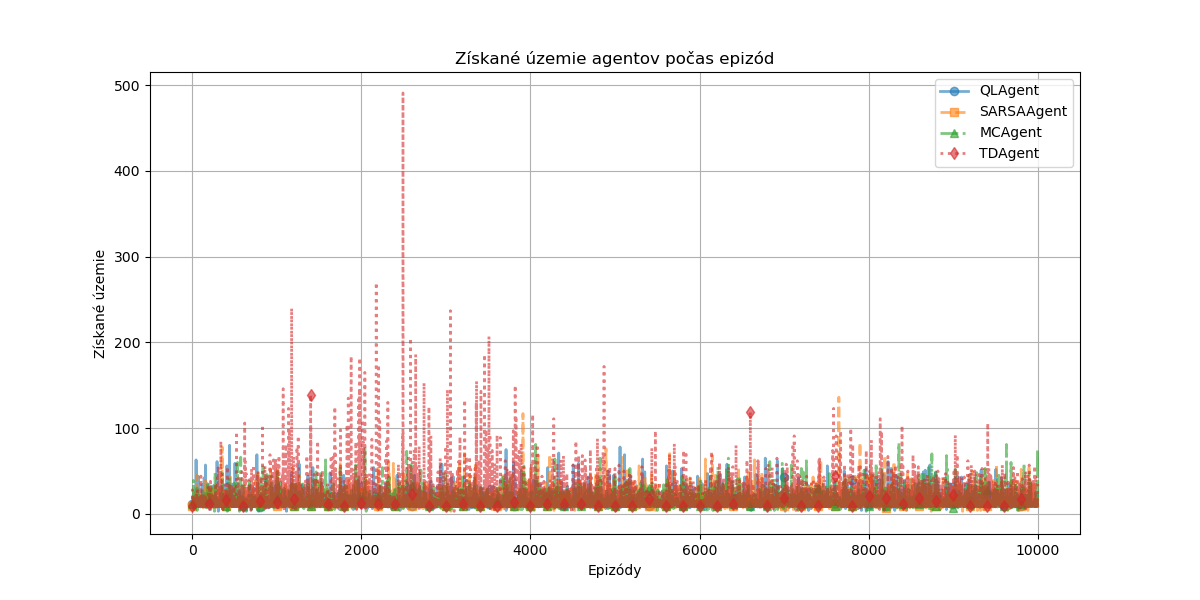 Získané územie agentov počas epizód
500
400
300
200
100
0
Získané územie
0
2000
4000
6000
8000
10000
Epizódy
QLAgent
SARSAAgent
MCAgent
TDAgent